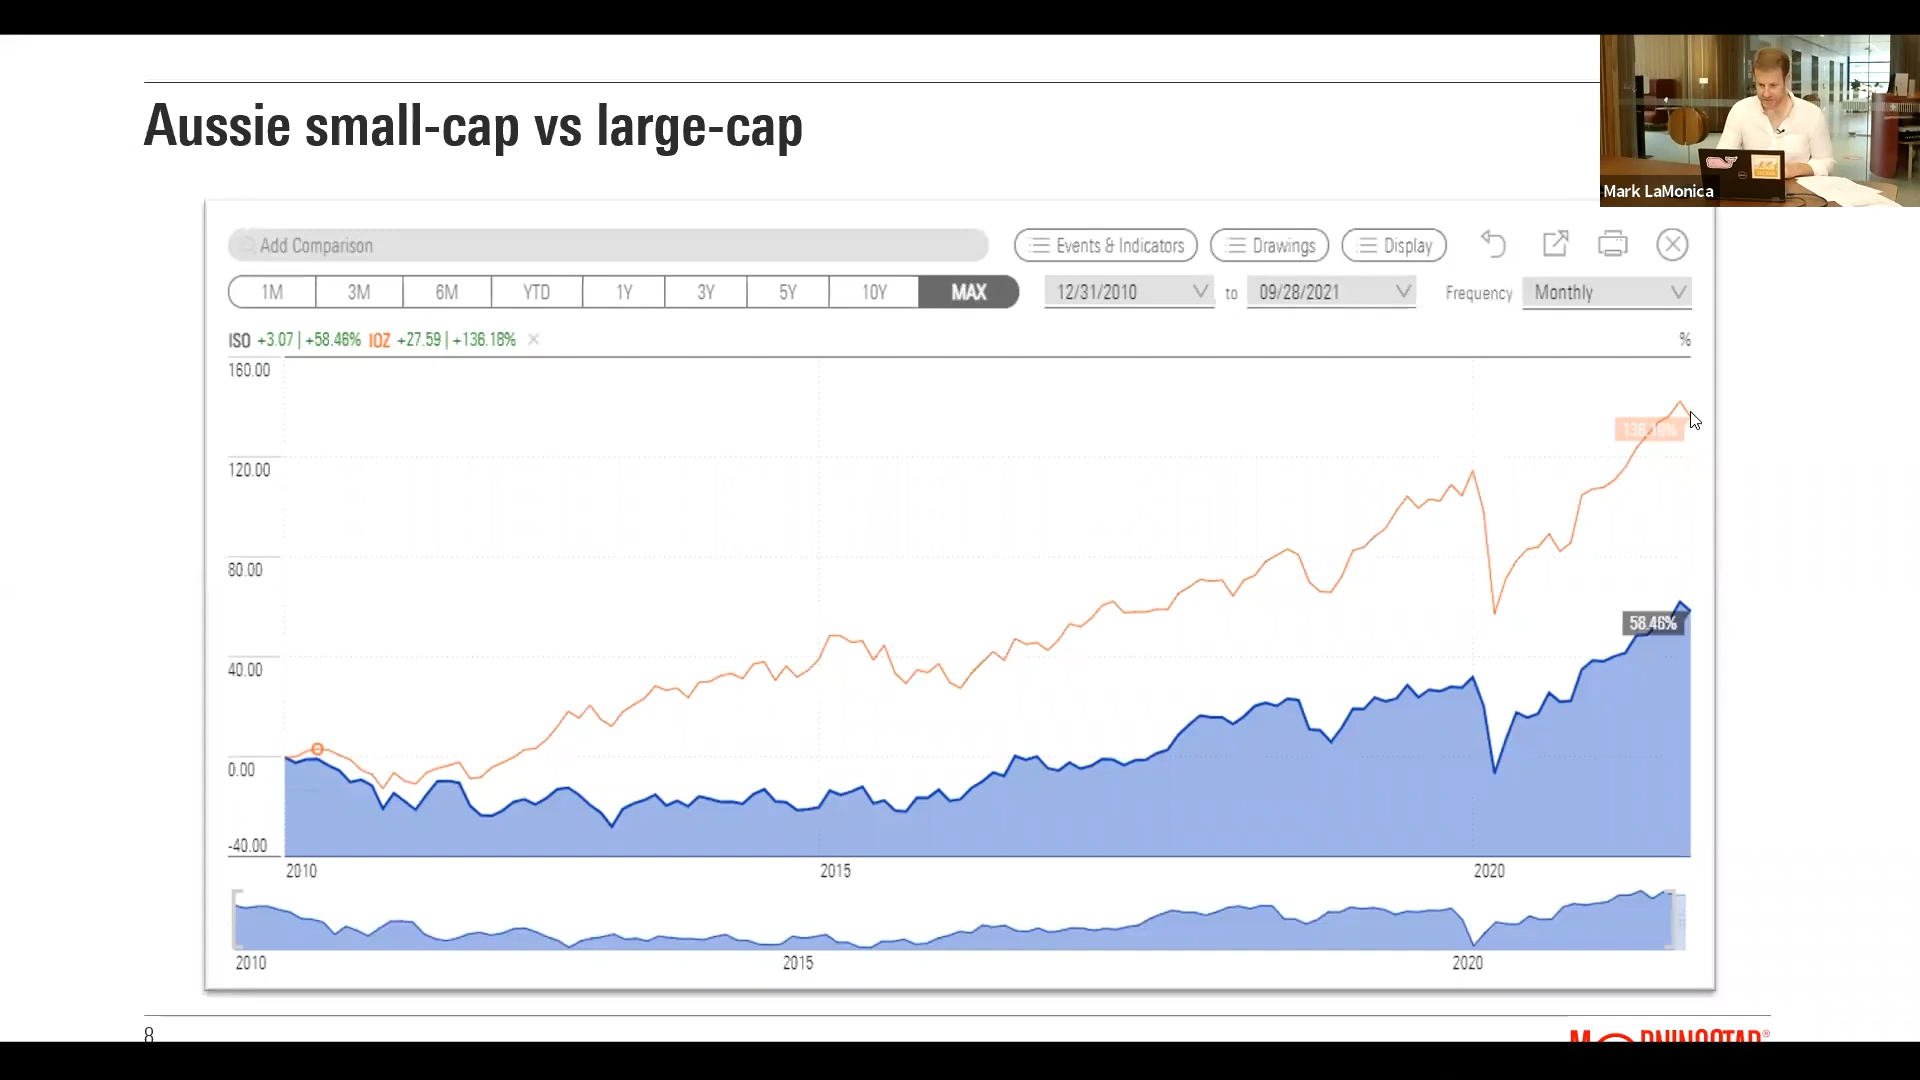 Aussie small-cap vs large-cap
Mark LaMonica
Add Comparison
Events & Indicators
Drawings
Display
1M 3M 6M YTD 1Y 3Y 5Y 10Y MAX
12/31/2010 to 09/28/2021 Frequency Monthly
ISO +3.07 | +58.46% IOZ +27.59 | +136.18% ×
%
160.00
136.18%
120.00
80.00
58.46%
40.00
0.00
-40.00
2010 2015 2020
2010 2015 2020
8
MORNINGSTAR®